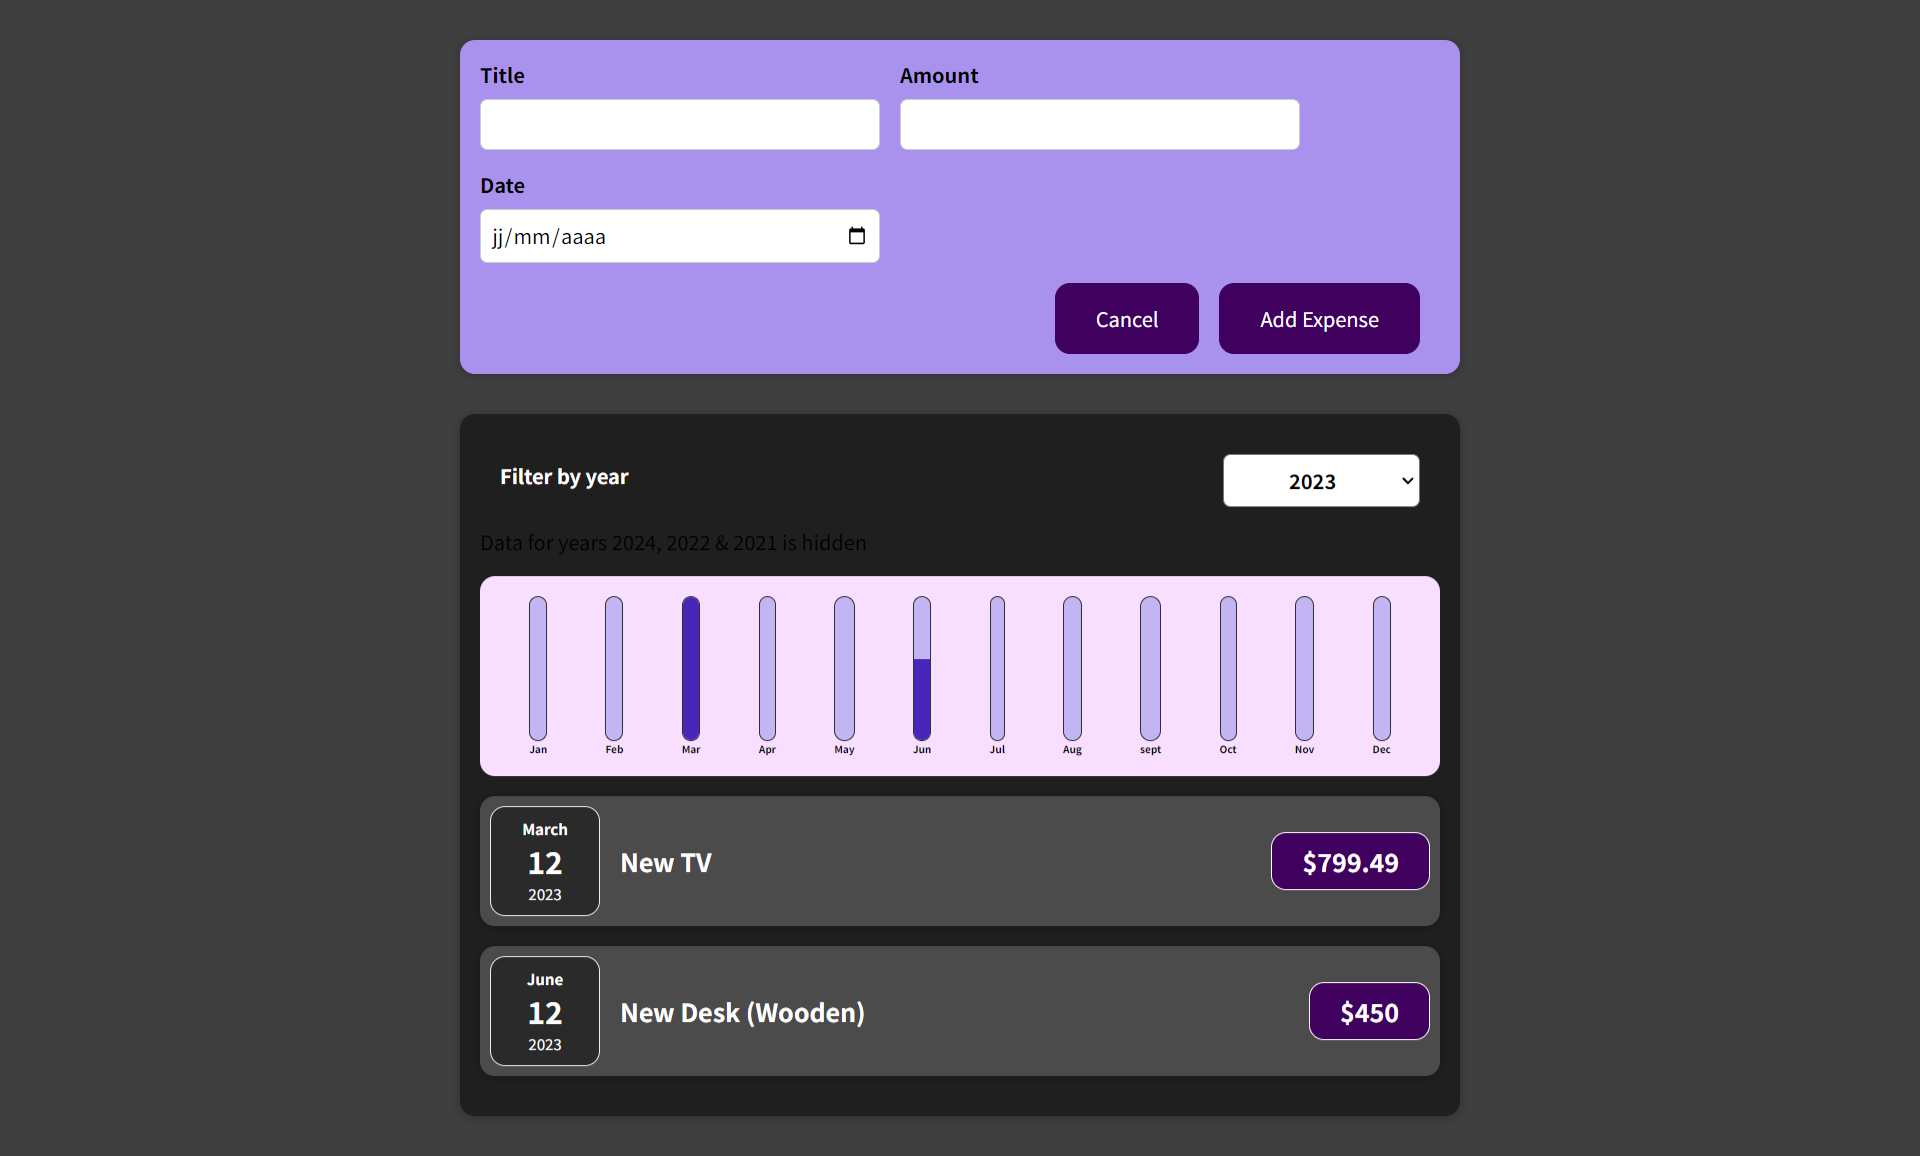 Title
Amount
Date
jj/mm/aaaa
Cancel
Add Expense
Filter by year
2023
Data for years 2024, 2022 & 2021 is hidden
Jan
Feb
Mar
Apr
May
Jun
Jul
Aug
sept
Oct
Nov
Dec
March
12
2023
New TV
$799.49
June
12
2023
New Desk (Wooden)
$450